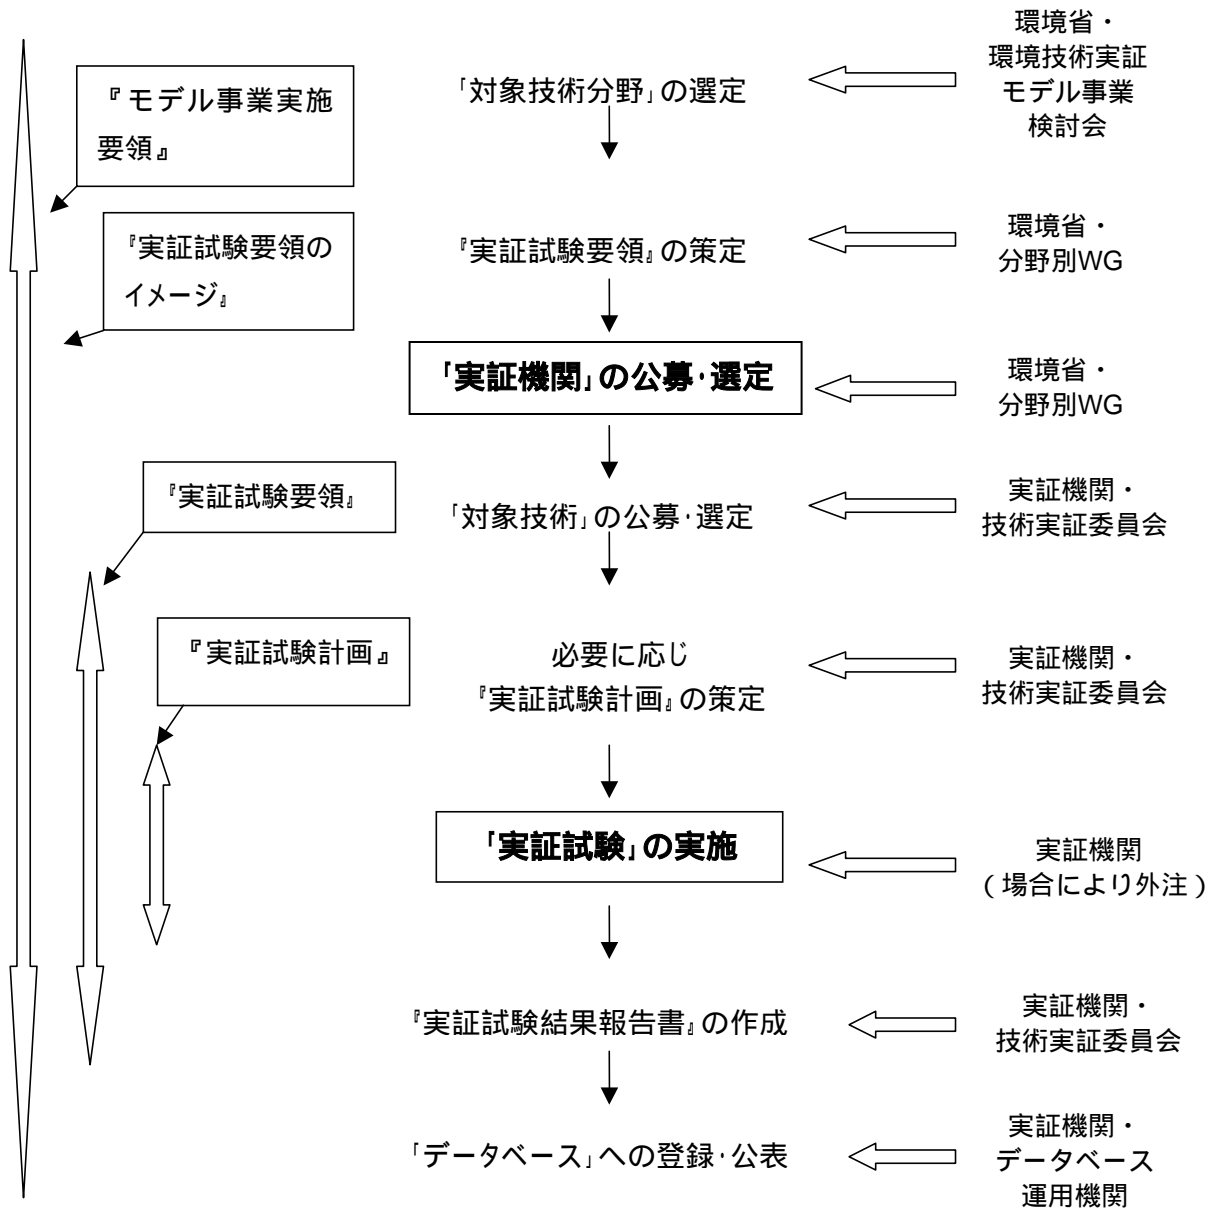 環境省・
環境技術実証
モデル事業
検討会
『モデル事業実施
要領』
「対象技術分野」の選定
『実証試験要領の
イメージ』
『実証試験要領』の策定
環境省・
分野別WG
「実証機関」の公募・選定
環境省・
分野別WG
『実証試験要領』
「対象技術」の公募・選定
実証機関・
技術実証委員会
『実証試験計画』
必要に応じ
『実証試験計画』の策定
実証機関・
技術実証委員会
「実証試験」の実施
実証機関
（場合により外注）
『実証試験結果報告書』の作成
実証機関・
技術実証委員会
「データベース」への登録・公表
実証機関・
データベース
運用機関